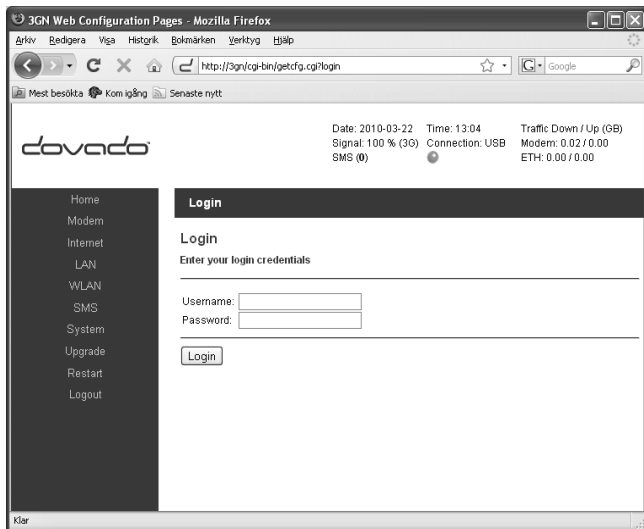 3GN Web Configuration Pages - Mozilla Firefox
Arkiv Redigera Visa Historik Bokmärken Verktyg Hjälp
http://3gn/cgi-bin/getcfg.cgi?login
G Google
Mest besökta Kom igång Senaste nytt
dovado
Date: 2010-03-22 Time: 13:04 Traffic Down / Up (GB)
Signal: 100 % (3G) Connection: USB Modem: 0.02 / 0.00
SMS (0) ETH: 0.00 / 0.00
Home
Modem
Internet
LAN
WLAN
SMS
System
Upgrade
Restart
Logout
Login
Login
Enter your login credentials
Username:
Password:
Login
Klar